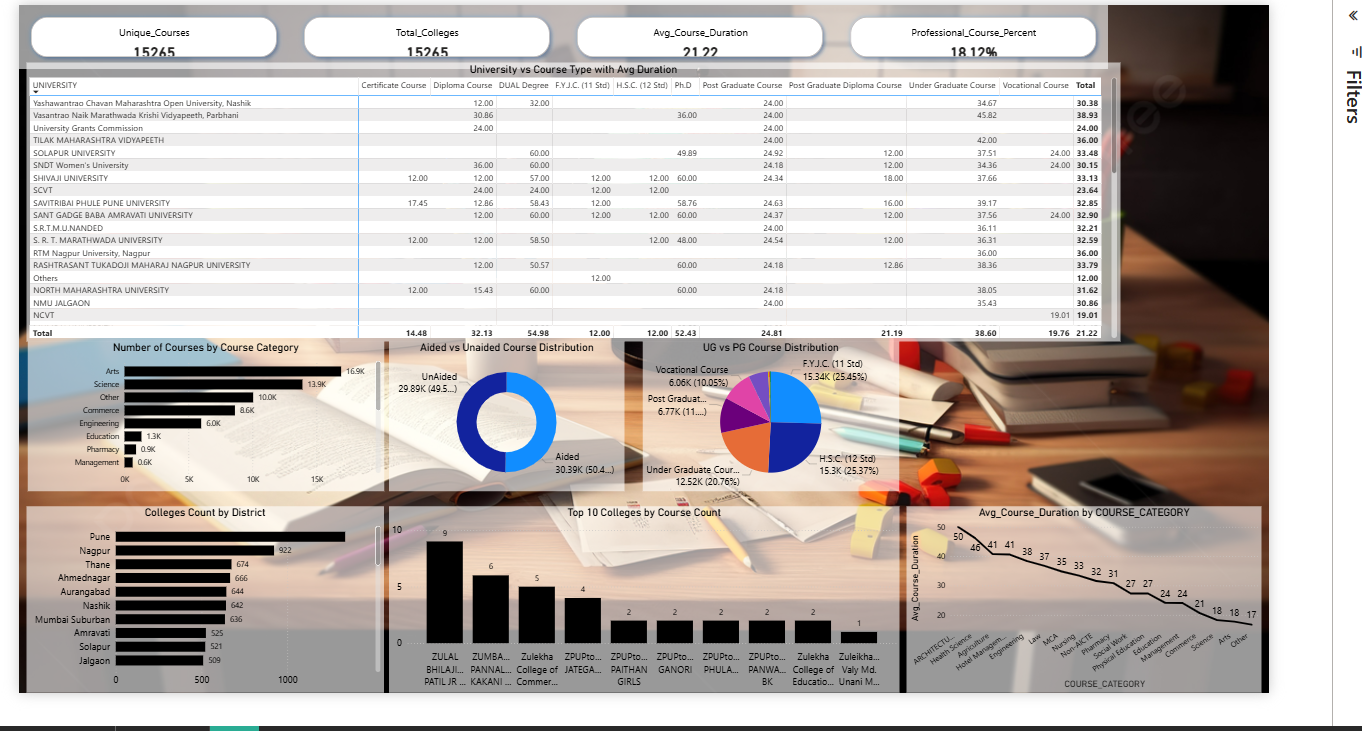 Unique_Courses
15265
Total_Colleges
15265
Avg_Course_Duration
21.22
Professional_Course_Percent
18.12%
Filters
University vs Course Type with Avg Duration
UNIVERSITY Certificate Course Diploma Course DUAL Degree F.Y.J.C. (11 Std) H.S.C. (12 Std) Ph.D Post Graduate Course Post Graduate Diploma Course Under Graduate Course Vocational Course Total
Yashawantrao Chavan Maharashtra Open University, Nashik 12.00 32.00 24.00 34.67 30.38
Vasantrao Naik Marathwada Krishi Vidyapeeth, Parbhani 30.86 36.00 24.00 45.82 38.93
University Grants Commission 24.00 24.00 24.00
TILAK MAHARASHTRA VIDYAPEETH 24.00 42.00 36.00
SOLAPUR UNIVERSITY 60.00 49.89 24.92 12.00 37.51 24.00 33.48
SNDT Women's University 36.00 60.00 24.18 12.00 34.36 24.00 30.15
SHIVAJI UNIVERSITY 12.00 12.00 57.00 12.00 12.00 60.00 24.34 18.00 37.66 33.13
SCVT 24.00 24.00 12.00 12.00 23.64
SAVITRIBAI PHULE PUNE UNIVERSITY 17.45 12.86 58.43 12.00 58.76 24.63 16.00 39.17 32.85
SANT GADGE BABA AMRAVATI UNIVERSITY 12.00 60.00 12.00 12.00 60.00 24.37 12.00 37.56 24.00 32.90
S.R.T.M.U.NANDED 24.00 36.11 32.21
S. R. T. MARATHWADA UNIVERSITY 12.00 12.00 58.50 12.00 48.00 24.54 12.00 36.31 32.59
RTM Nagpur University, Nagpur 36.00 36.00
RASHTRASANT TUKADOJI MAHARAJ NAGPUR UNIVERSITY 12.00 50.57 60.00 24.18 12.86 38.36 33.79
Others 12.00 12.00
NORTH MAHARASHTRA UNIVERSITY 12.00 15.43 60.00 60.00 24.18 38.05 31.62
NMU JALGAON 24.00 35.43 30.86
NCVT 19.01 19.01
Total 14.48 32.13 54.98 12.00 12.00 52.43 24.81 21.19 38.60 19.76 21.22
Number of Courses by Course Category
Arts 16.9K
Science 13.9K
Other 10.0K
Commerce 8.6K
Engineering 6.0K
Education 1.3K
Pharmacy 0.9K
Management 0.6K
0K 5K 10K 15K
Aided vs Unaided Course Distribution
UnAided
29.89K (49.5...)
Aided
30.39K (50.4...)
UG vs PG Course Distribution
F.Y.J.C. (11 Std)
15.34K (25.45%)
Vocational Course
6.06K (10.05%)
Post Graduat...
6.77K (11....)
H.S.C. (12 Std)
15.3K (25.37%)
Under Graduate Cour...
12.52K (20.76%)
Colleges Count by District
Pune
Nagpur 922
Thane 674
Ahmednagar 666
Aurangabad 644
Nashik 642
Mumbai Suburban 636
Amravati 525
Solapur 521
Jalgaon 509
0 500 1000
Top 10 Colleges by Course Count
10
5
0
9 6 5 4 2 2 2 2 2 1
ZULAL ZUMBA... Zulekha ZPUPto... ZPUPto... ZPUPto... ZPUPto... ZPUPto... Zulekha Zuleikha...
BHILAJI... PANNAL... College of JATEGA... PAITHAN GANORI PHULA... PANWA... College of Valy Md.
PATIL JR ... KAKANI ... Commer... GIRLS BK Educatio... Unani M...
Avg_Course_Duration by COURSE_CATEGORY
Avg_Course_Duration
50
40
30
20
50 46 41 41 38 37 35 33 32 31 27 27 24 24 21 18 18 17
ARCHITECTU... Health Science Agriculture Hotel Managem... Engineering Law MCA Nursing Non-AICTE Pharmacy Social Work Physical Education Education Management Commerce Science Arts Other
COURSE_CATEGORY